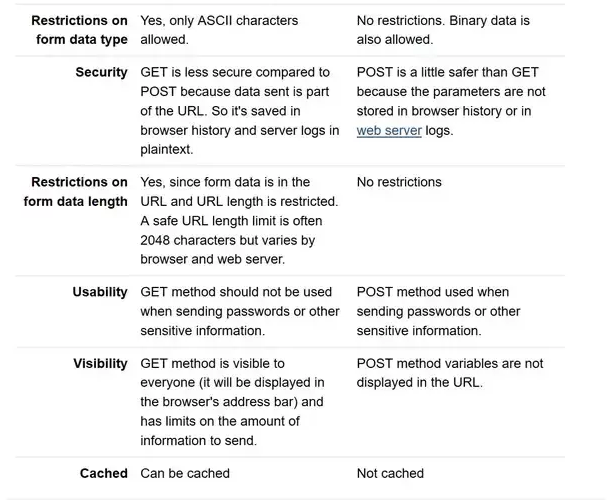 Restrictions on form data type
Yes, only ASCII characters allowed.
No restrictions. Binary data is also allowed.
Security
GET is less secure compared to POST because data sent is part of the URL. So it's saved in browser history and server logs in plaintext.
POST is a little safer than GET because the parameters are not stored in browser history or in web server logs.
Restrictions on form data length
Yes, since form data is in the URL and URL length is restricted. A safe URL length limit is often 2048 characters but varies by browser and web server.
No restrictions
Usability
GET method should not be used when sending passwords or other sensitive information.
POST method used when sending passwords or other sensitive information.
Visibility
GET method is visible to everyone (it will be displayed in the browser's address bar) and has limits on the amount of information to send.
POST method variables are not displayed in the URL.
Cached
Can be cached
Not cached